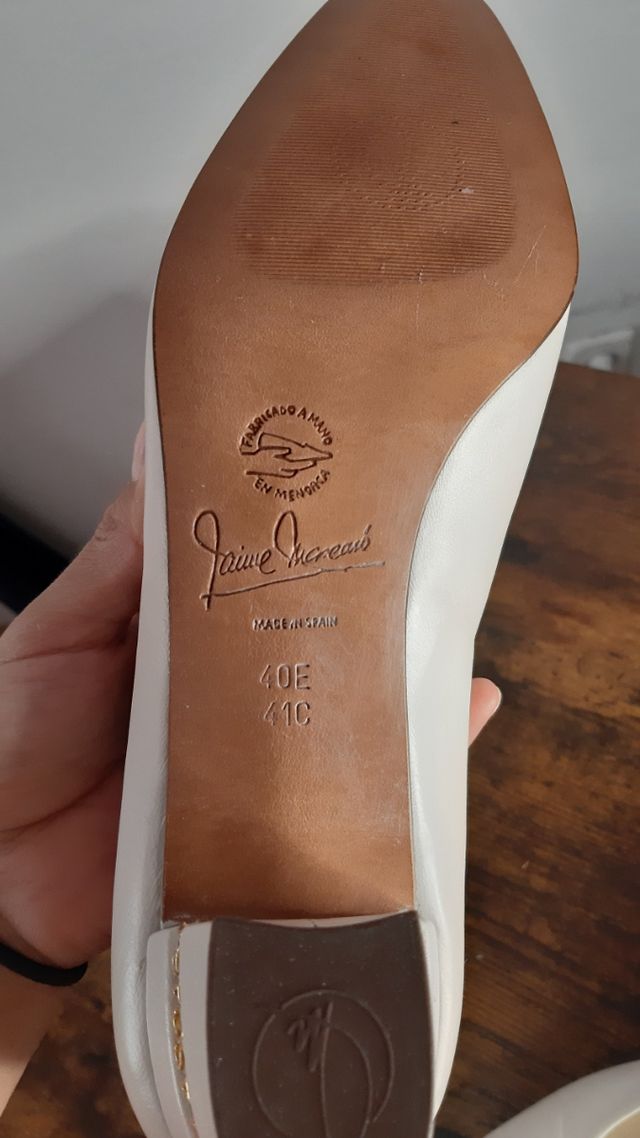 FABRICADO A MANO
EN MENORCA
Jaime Mascaró
MADE IN SPAIN
40E
41C